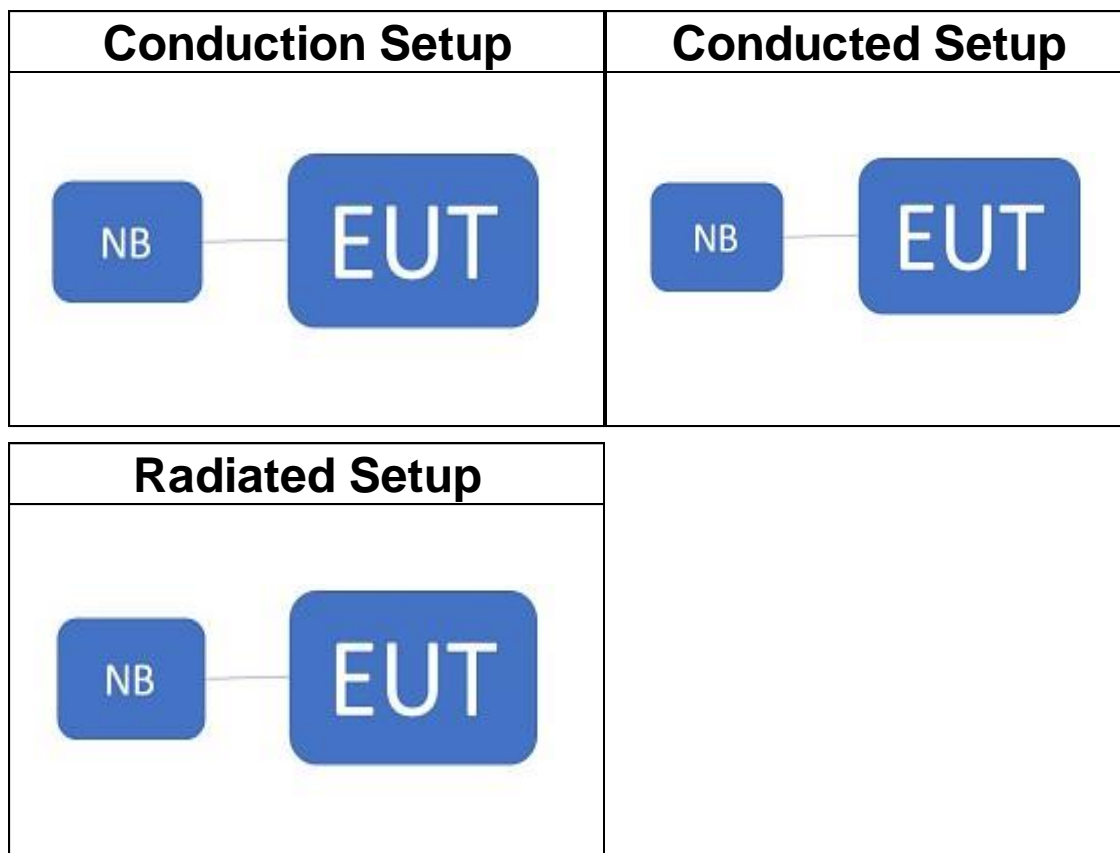 Conduction Setup
Conducted Setup
NB
EUT
NB
EUT
Radiated Setup
NB
EUT